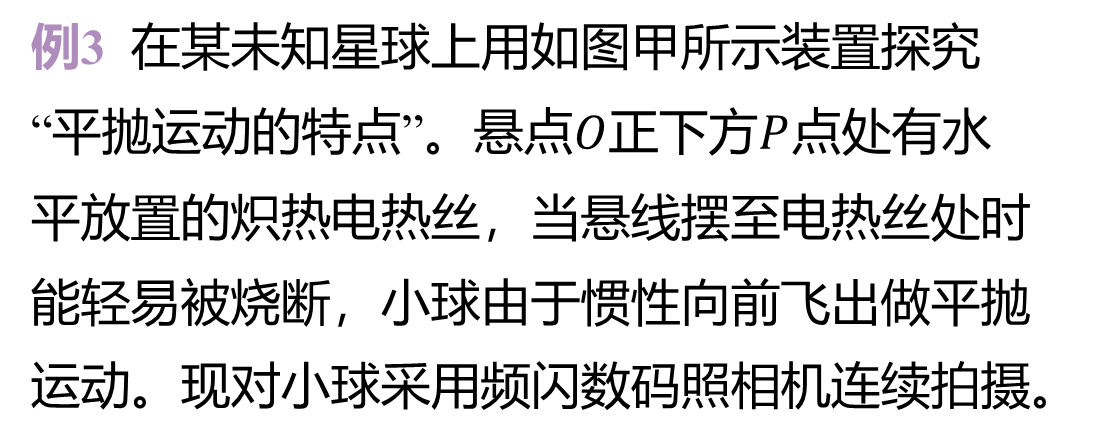 例3 在某未知星球上用如图甲所示装置探究
“平抛运动的特点”。悬点O正下方P点处有水
平放置的炽热电热丝，当悬线摆至电热丝处时
能轻易被烧断，小球由于惯性向前飞出做平抛
运动。现对小球采用频闪数码照相机连续拍摄。